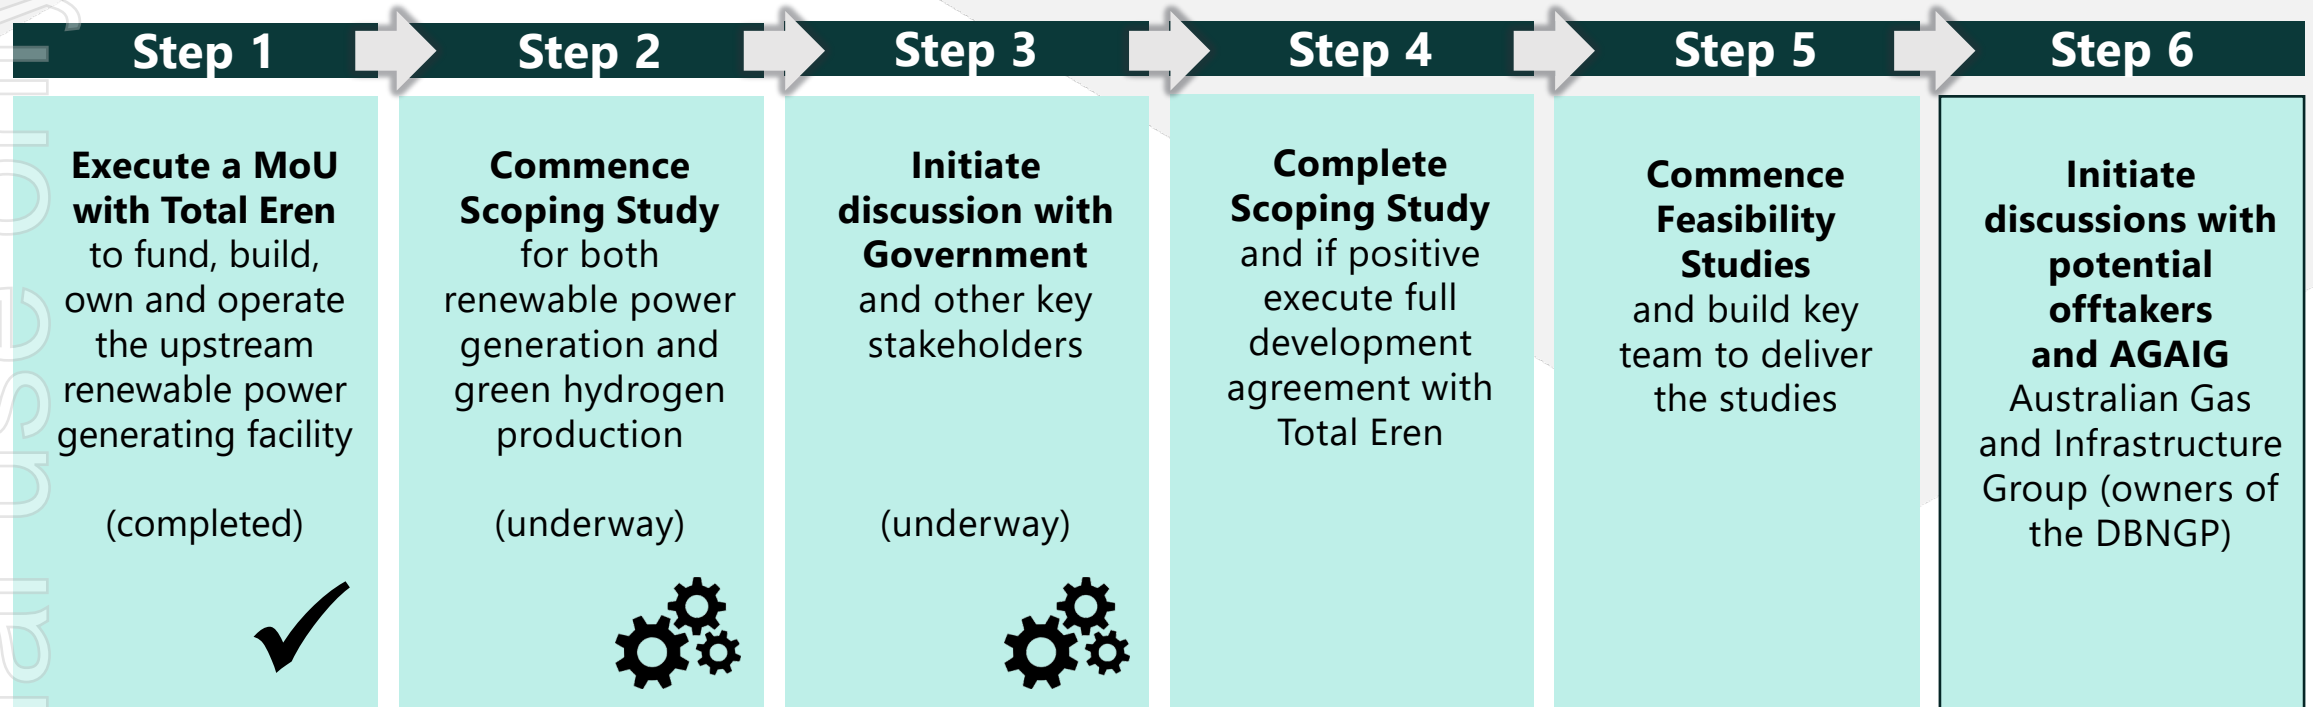 Step 1
Execute a MoU
with Total Eren
to fund, build,
own and operate
the upstream
renewable power
generating facility
(completed)
Step 2
Commence
Scoping Study
for both
renewable power
generation and
green hydrogen
production
(underway)
Step 3
Initiate
discussion with
Government
and other key
stakeholders
(underway)
Step 4
Complete
Scoping Study
and if positive
execute full
development
agreement with
Total Eren
Step 5
Commence
Feasibility
Studies
and build key
team to deliver
the studies
Step 6
Initiate
discussions with
potential
offtakers
and AGAIG
Australian Gas
and Infrastructure
Group (owners of
the DBNGP)
use